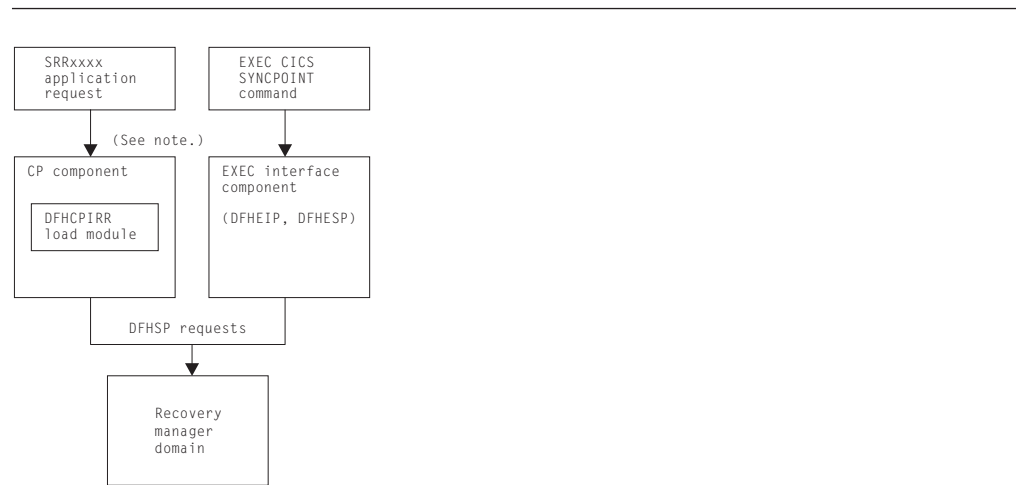 SRRxxxx
application
request
EXEC CICS
SYNCPOINT
command
(See note.)
CP component
DFHCPIRR
load module
EXEC interface
component
(DFHEIP, DFHESP)
DFHSP requests
Recovery
manager
domain